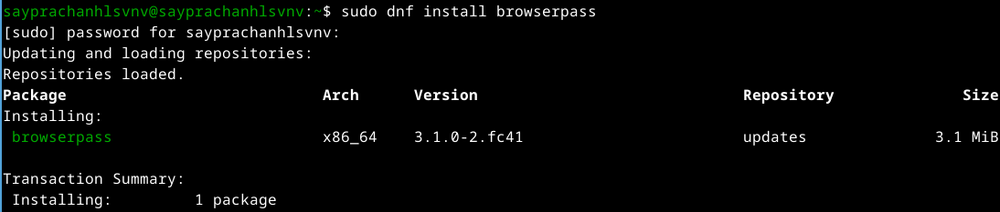 sayprachanhlsvnv@sayprachanhlsvnv:~$ sudo dnf install browserpass
[sudo] password for sayprachanhlsvnv:
Updating and loading repositories:
Repositories loaded.
Package Arch Version Repository Size
Installing:
browserpass x86_64 3.1.0-2.fc41 updates 3.1 MiB
Transaction Summary:
Installing: 1 package